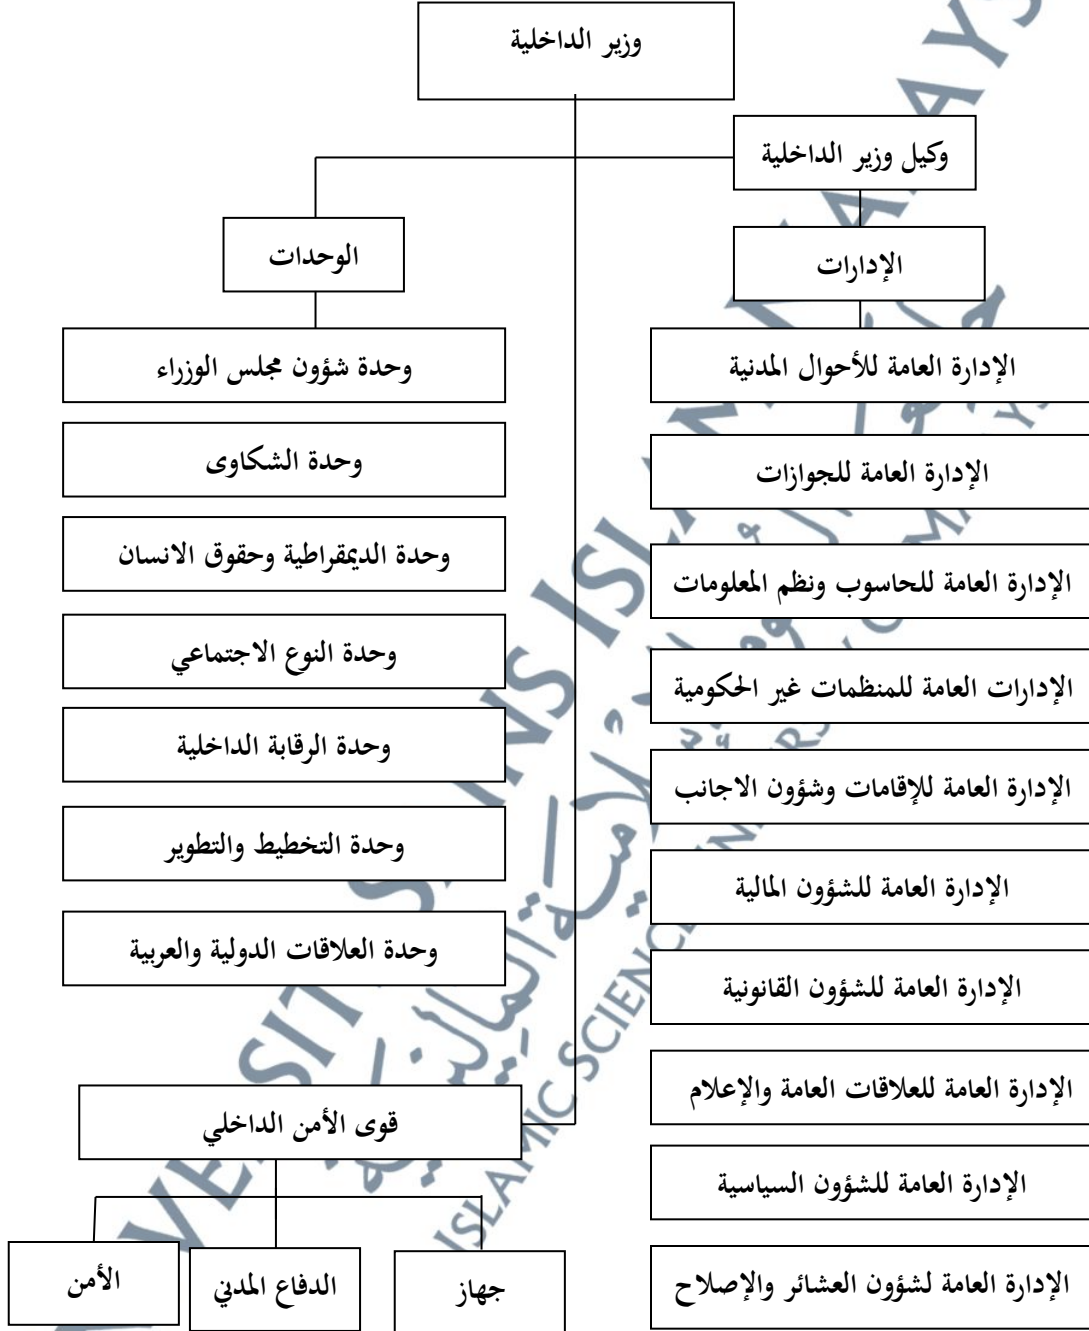 وزير الداخلية
وكيل وزير الداخلية
الإدارات
الوحدات
الإدارة العامة للأحوال المدنية
الإدارة العامة للجوازات
الإدارة العامة للحاسوب ونظم المعلومات
الإدارات العامة للمنظمات غير الحكومية
الإدارة العامة للإقامات وشؤون الاجانب
الإدارة العامة للشؤون المالية
الإدارة العامة للشؤون القانونية
الإدارة العامة للعلاقات العامة والإعلام
الإدارة العامة للشؤون السياسية
الإدارة العامة لشؤون العشائر والإصلاح
وحدة شؤون مجلس الوزراء
وحدة الشكاوى
وحدة الديمقراطية وحقوق الانسان
وحدة النوع الاجتماعي
وحدة الرقابة الداخلية
وحدة التخطيط والتطوير
وحدة العلاقات الدولية والعربية
قوى الأمن الداخلي
جهاز
الدفاع المدني
الأمن
ISLAMIC SCIENCE